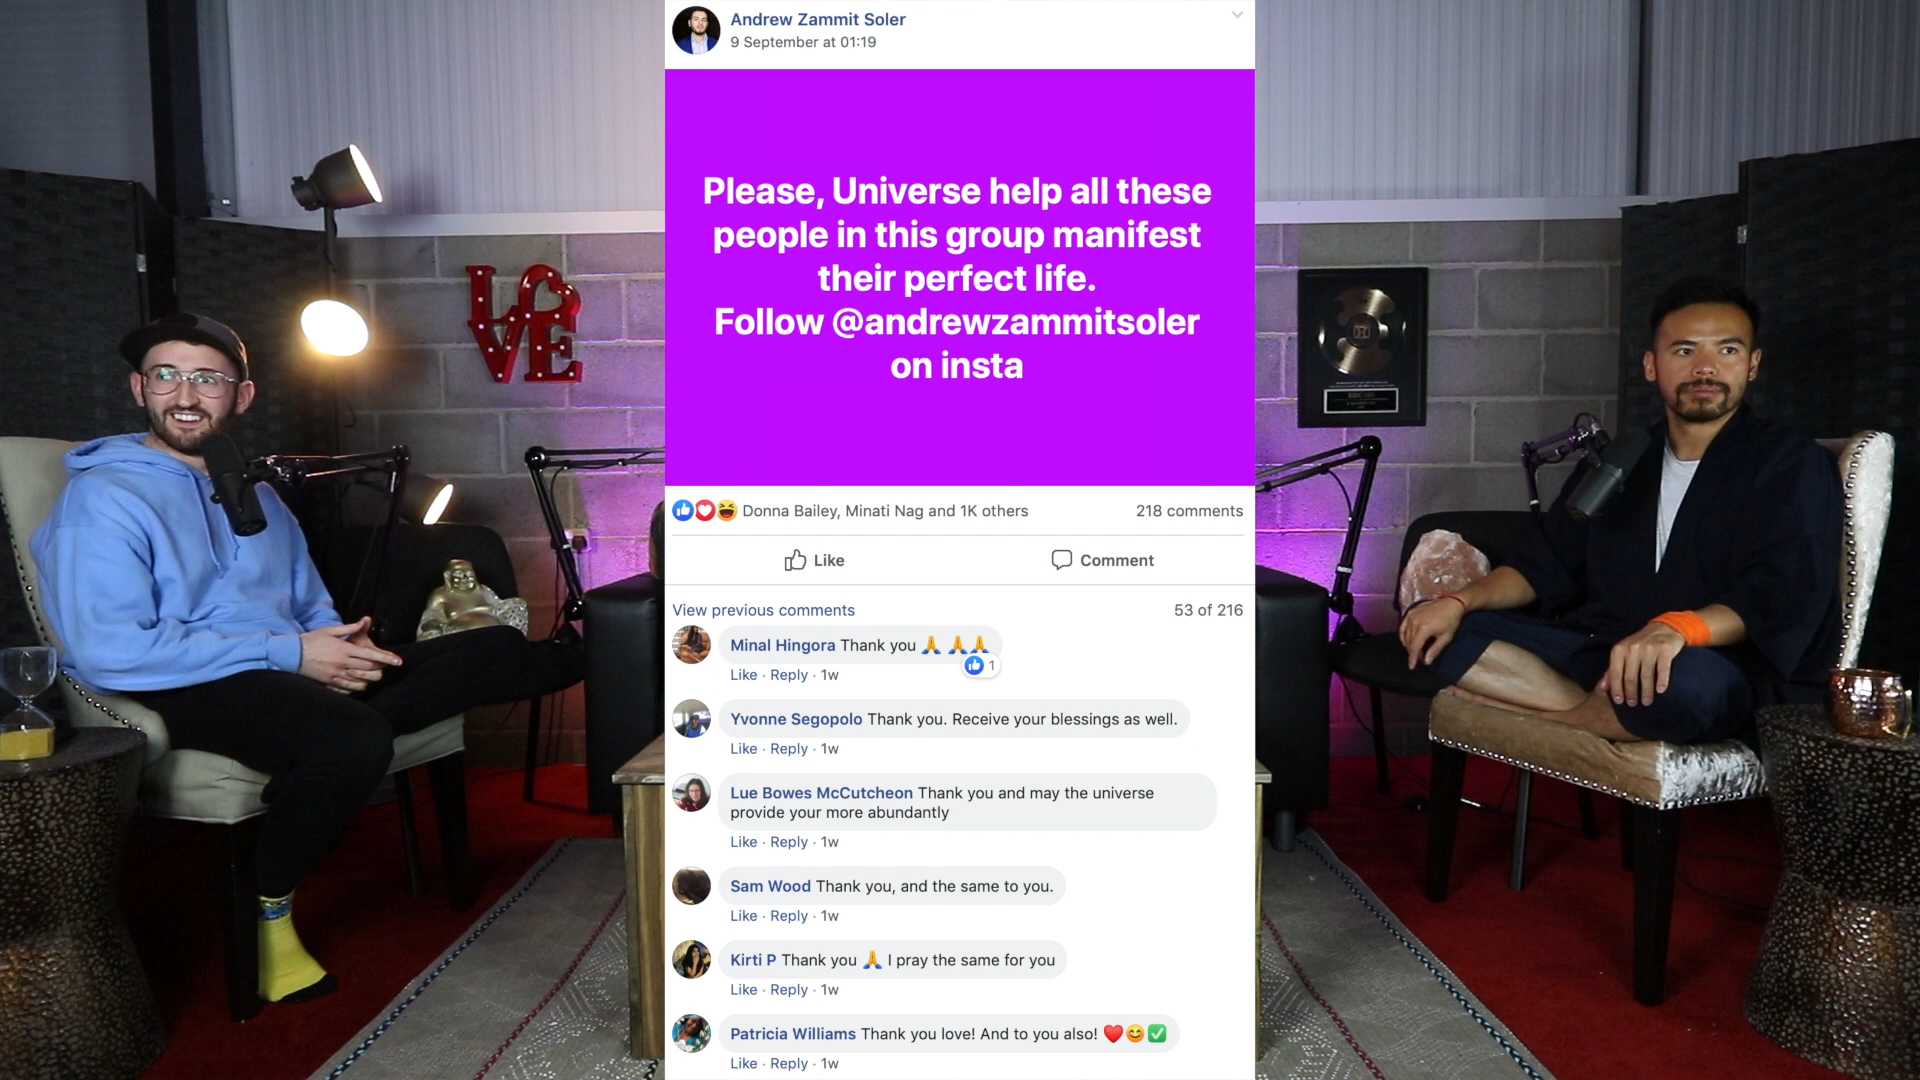 Andrew Zammit Soler
9 September at 01:19
Please, Universe help all these
people in this group manifest
their perfect life.
Follow @andrewzammitsoler
on insta
Donna Bailey, Minati Nag and 1K others
218 comments
Like
Comment
View previous comments
53 of 216
Minal Hingora Thank you 🙏 🙏🙏
1
Like · Reply · 1w
Yvonne Segopolo Thank you. Receive your blessings as well.
Like · Reply · 1w
Lue Bowes McCutcheon Thank you and may the universe
provide your more abundantly
Like · Reply · 1w
Sam Wood Thank you, and the same to you.
Like · Reply · 1w
Kirti P Thank you 🙏 I pray the same for you
Like · Reply · 1w
Patricia Williams Thank you love! And to you also! ❤️😊✅
Like · Reply · 1w
LOVE